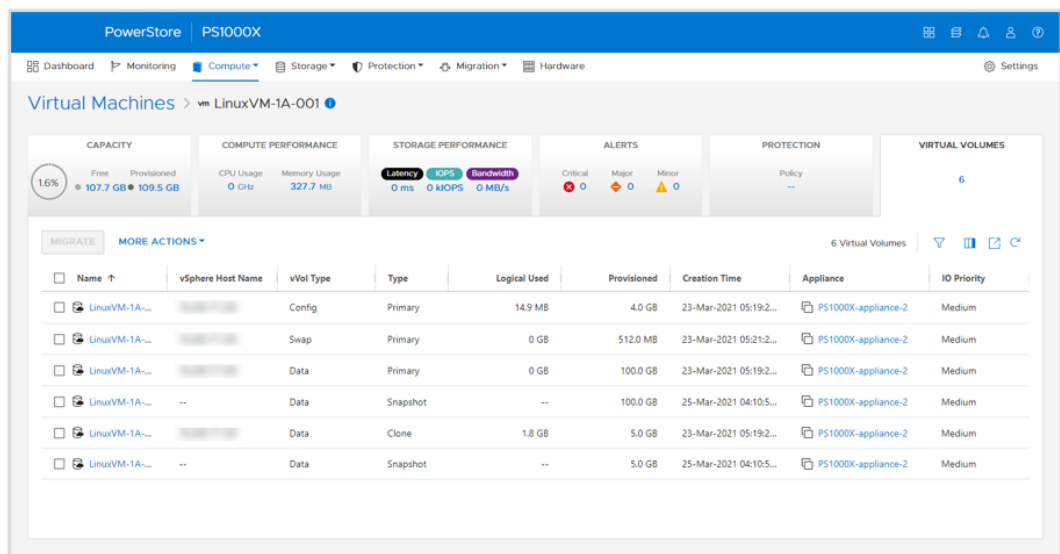 PowerStore PS1000X
Dashboard Monitoring Compute Storage Protection Migration Hardware Settings
Virtual Machines > vm LinuxVM-1A-001
CAPACITY COMPUTE PERFORMANCE STORAGE PERFORMANCE ALERTS PROTECTION VIRTUAL VOLUMES
1.6% Free Provisioned CPU Usage Memory Usage Latency IOPS Bandwidth Critical Major Minor Policy 6
107.7 GB 109.5 GB 0 GHz 327.7 MB 0 ms 0 kIOPS 0 MB/s 0 0 0 --
MIGRATE MORE ACTIONS 6 Virtual Volumes
Name ↑ vSphere Host Name vVol Type Type Logical Used Provisioned Creation Time Appliance IO Priority
LinuxVM-1A-... Config Primary 14.9 MB 4.0 GB 23-Mar-2021 05:19:2... PS1000X-appliance-2 Medium
LinuxVM-1A-... Swap Primary 0 GB 512.0 MB 23-Mar-2021 05:21:2... PS1000X-appliance-2 Medium
LinuxVM-1A-... Data Primary 0 GB 100.0 GB 23-Mar-2021 05:19:2... PS1000X-appliance-2 Medium
LinuxVM-1A-... -- Data Snapshot -- 100.0 GB 25-Mar-2021 04:10:5... PS1000X-appliance-2 Medium
LinuxVM-1A-... Data Clone 1.8 GB 5.0 GB 23-Mar-2021 05:19:2... PS1000X-appliance-2 Medium
LinuxVM-1A-... -- Data Snapshot -- 5.0 GB 25-Mar-2021 04:10:5... PS1000X-appliance-2 Medium